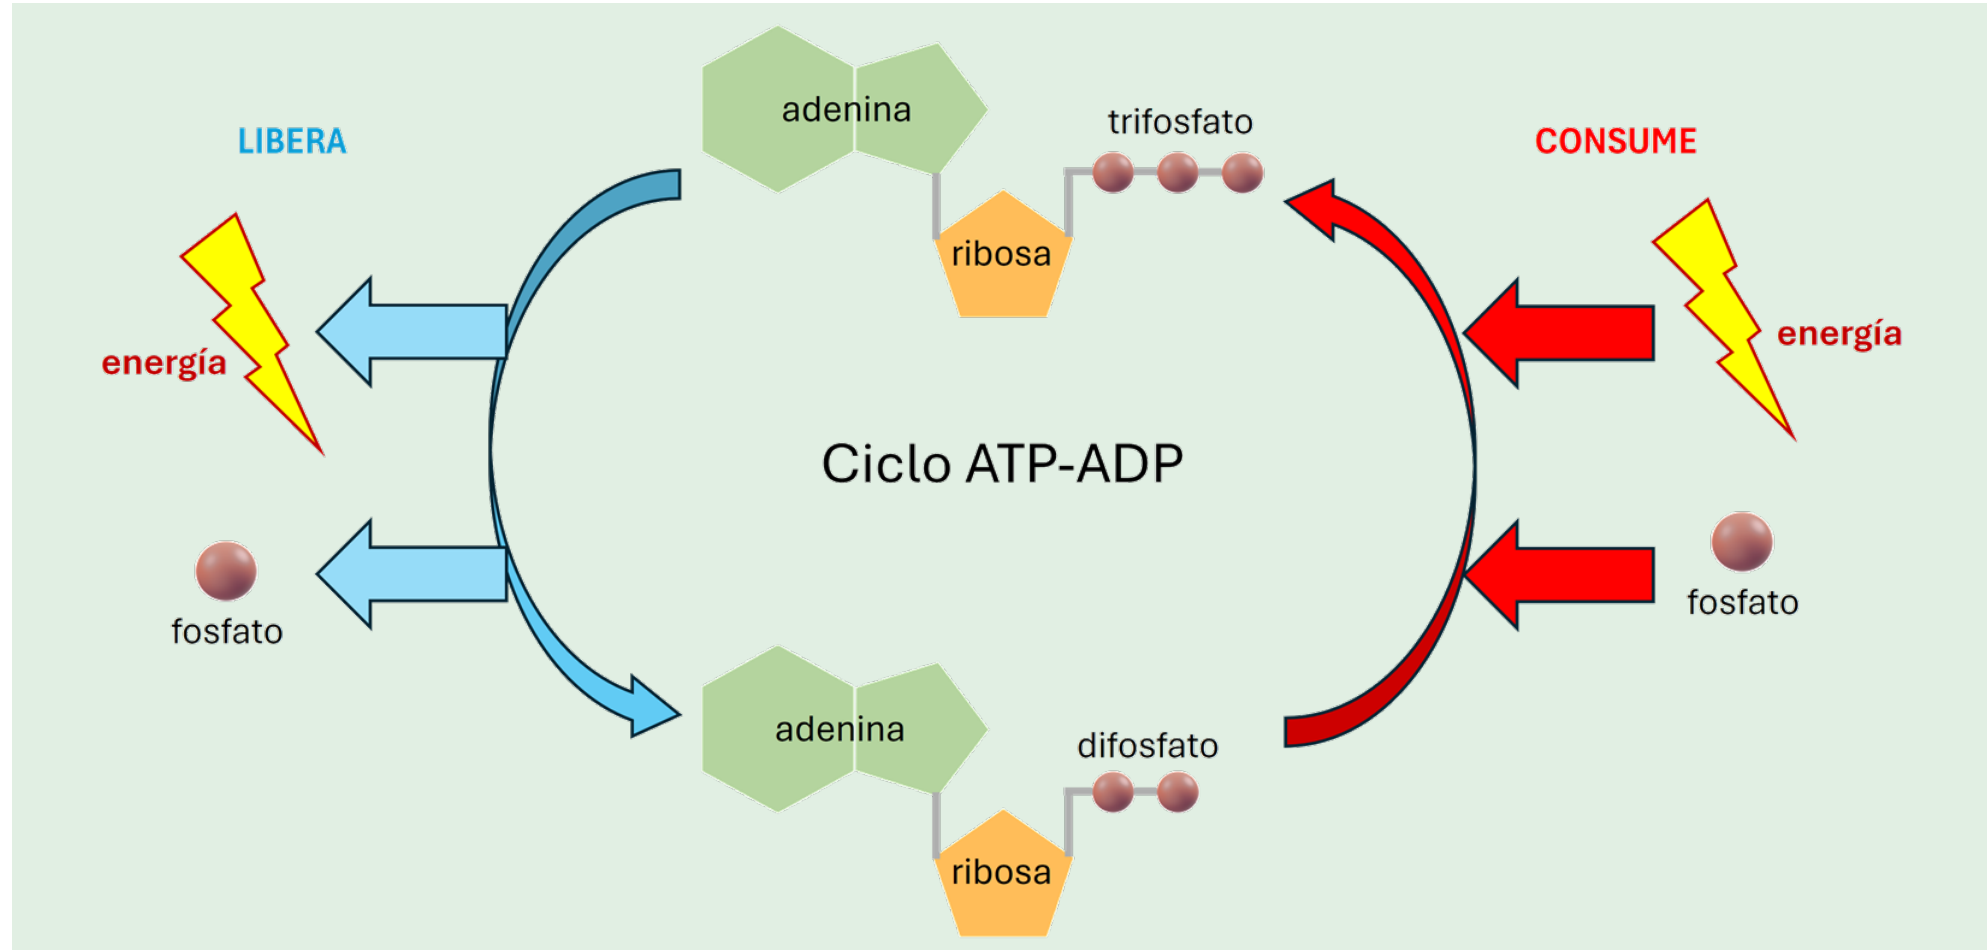 adenina
trifosfato
LIBERA
CONSUME
ribosa
energía
energía
Ciclo ATP-ADP
fosfato
fosfato
adenina
difosfato
ribosa